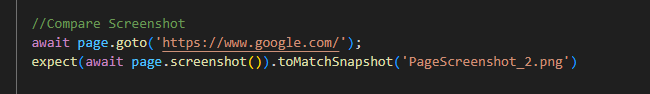 //Compare Screenshot
await page.goto('https://www.google.com/');
expect(await page.screenshot()).toMatchSnapshot('PageScreenshot_2.png')